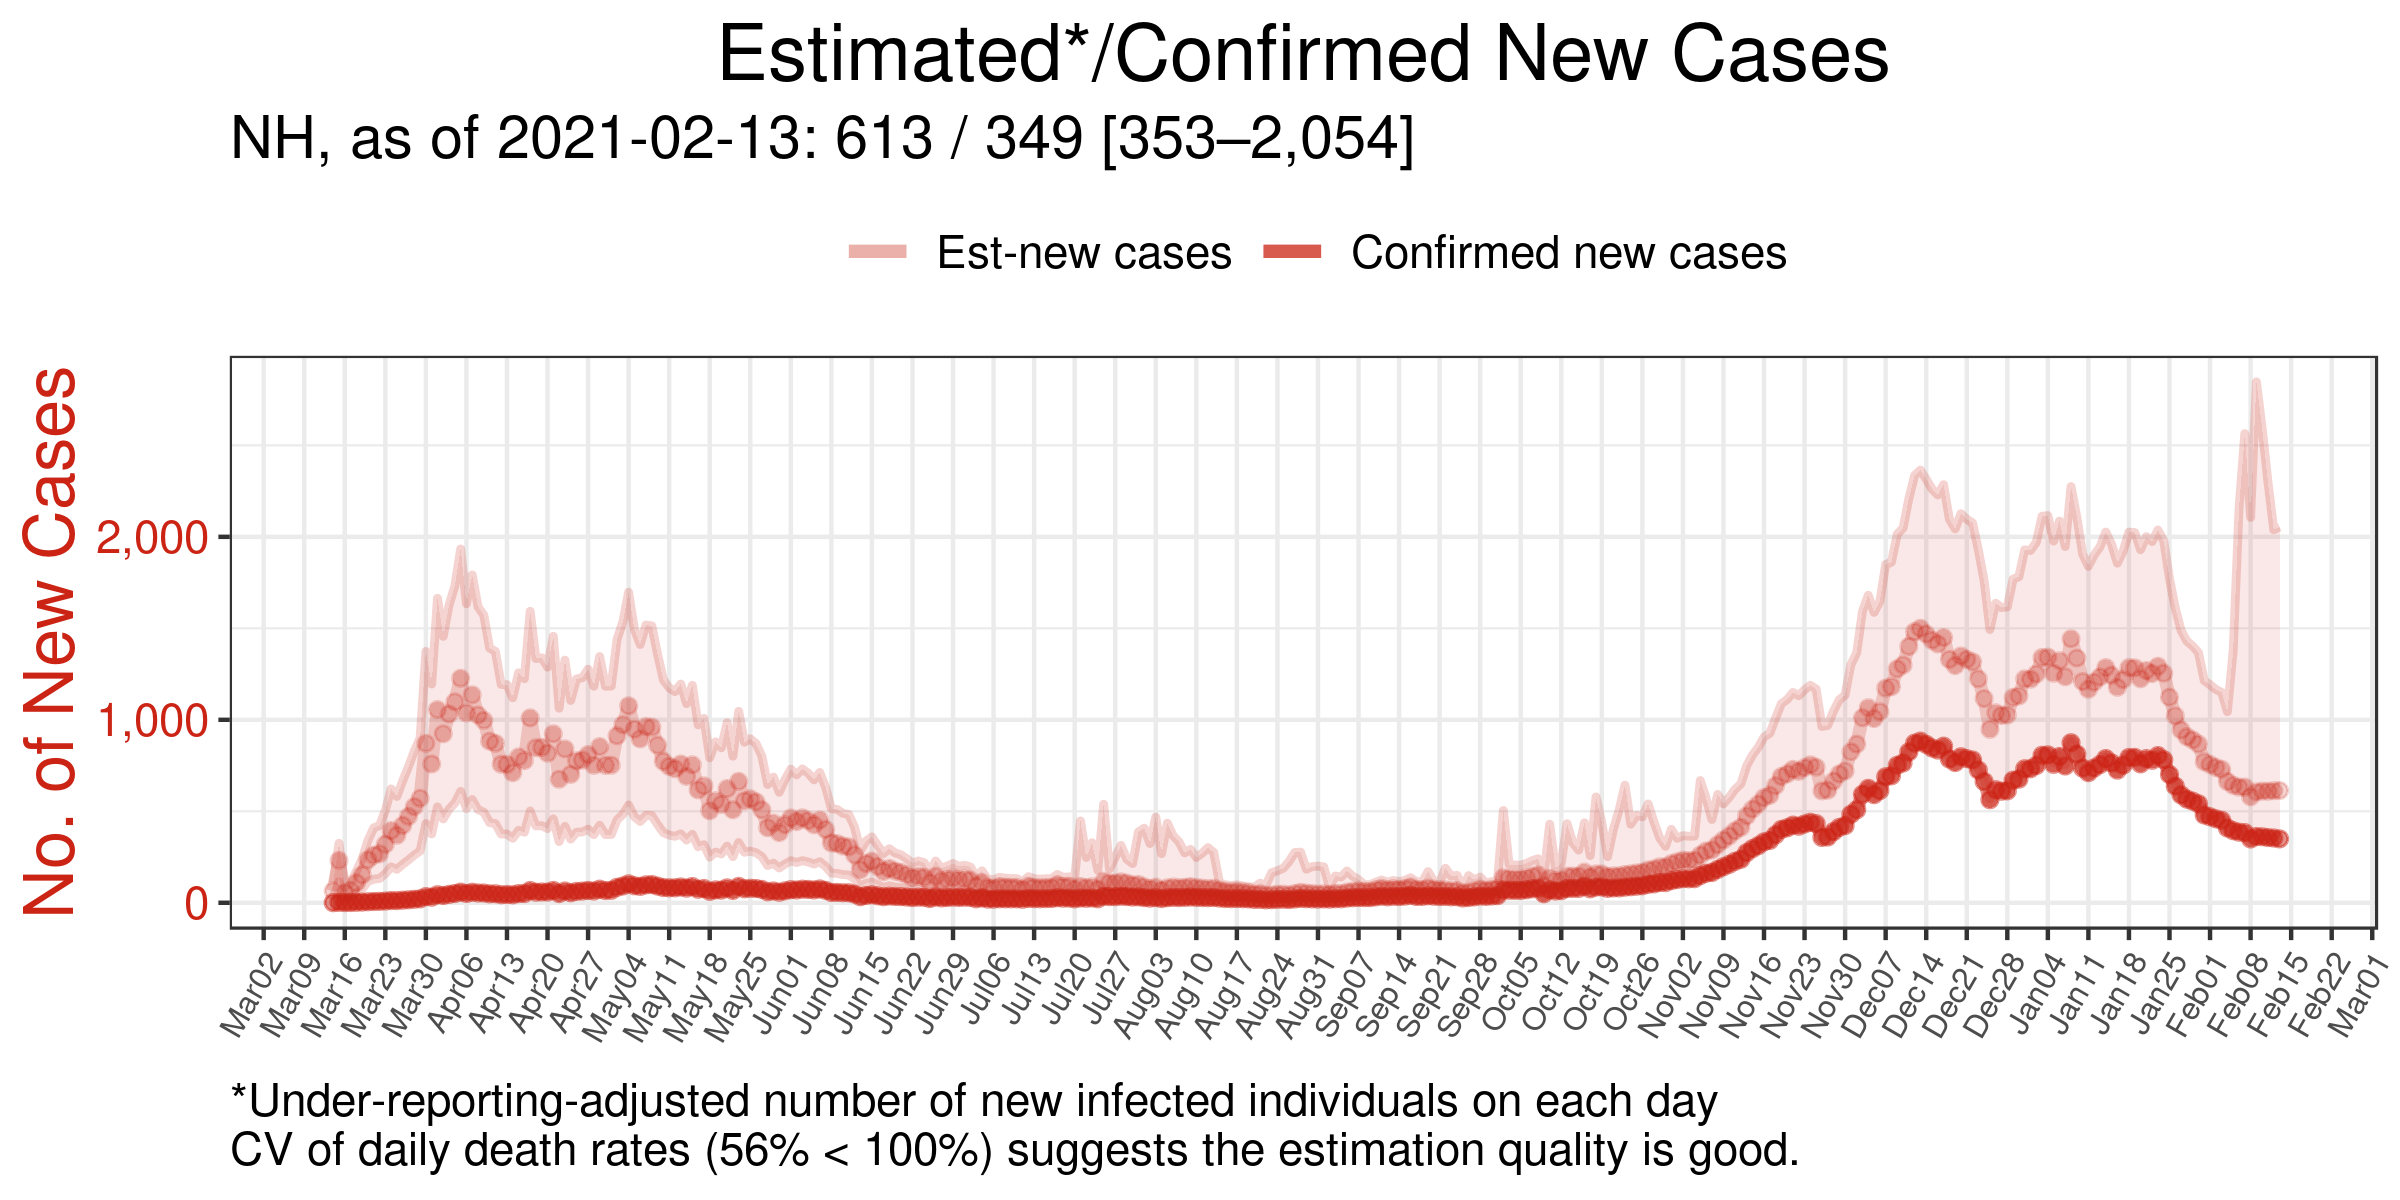 Estimated*/Confirmed New Cases
NH, as of 2021-02-13: 613 / 349 [353–2,054]
Est-new cases
Confirmed new cases
No. of New Cases
2,000
1,000
0
Mar02
Mar09
Mar16
Mar23
Mar30
Apr06
Apr13
Apr20
Apr27
May04
May11
May18
May25
Jun01
Jun08
Jun15
Jun22
Jun29
Jul06
Jul13
Jul20
Jul27
Aug03
Aug10
Aug17
Aug24
Aug31
Sep07
Sep14
Sep21
Sep28
Oct05
Oct12
Oct19
Oct26
Nov02
Nov09
Nov16
Nov23
Nov30
Dec07
Dec14
Dec21
Dec28
Jan04
Jan11
Jan18
Jan25
Feb01
Feb08
Feb15
Feb22
Mar01
*Under-reporting-adjusted number of new infected individuals on each day
CV of daily death rates (56% < 100%) suggests the estimation quality is good.